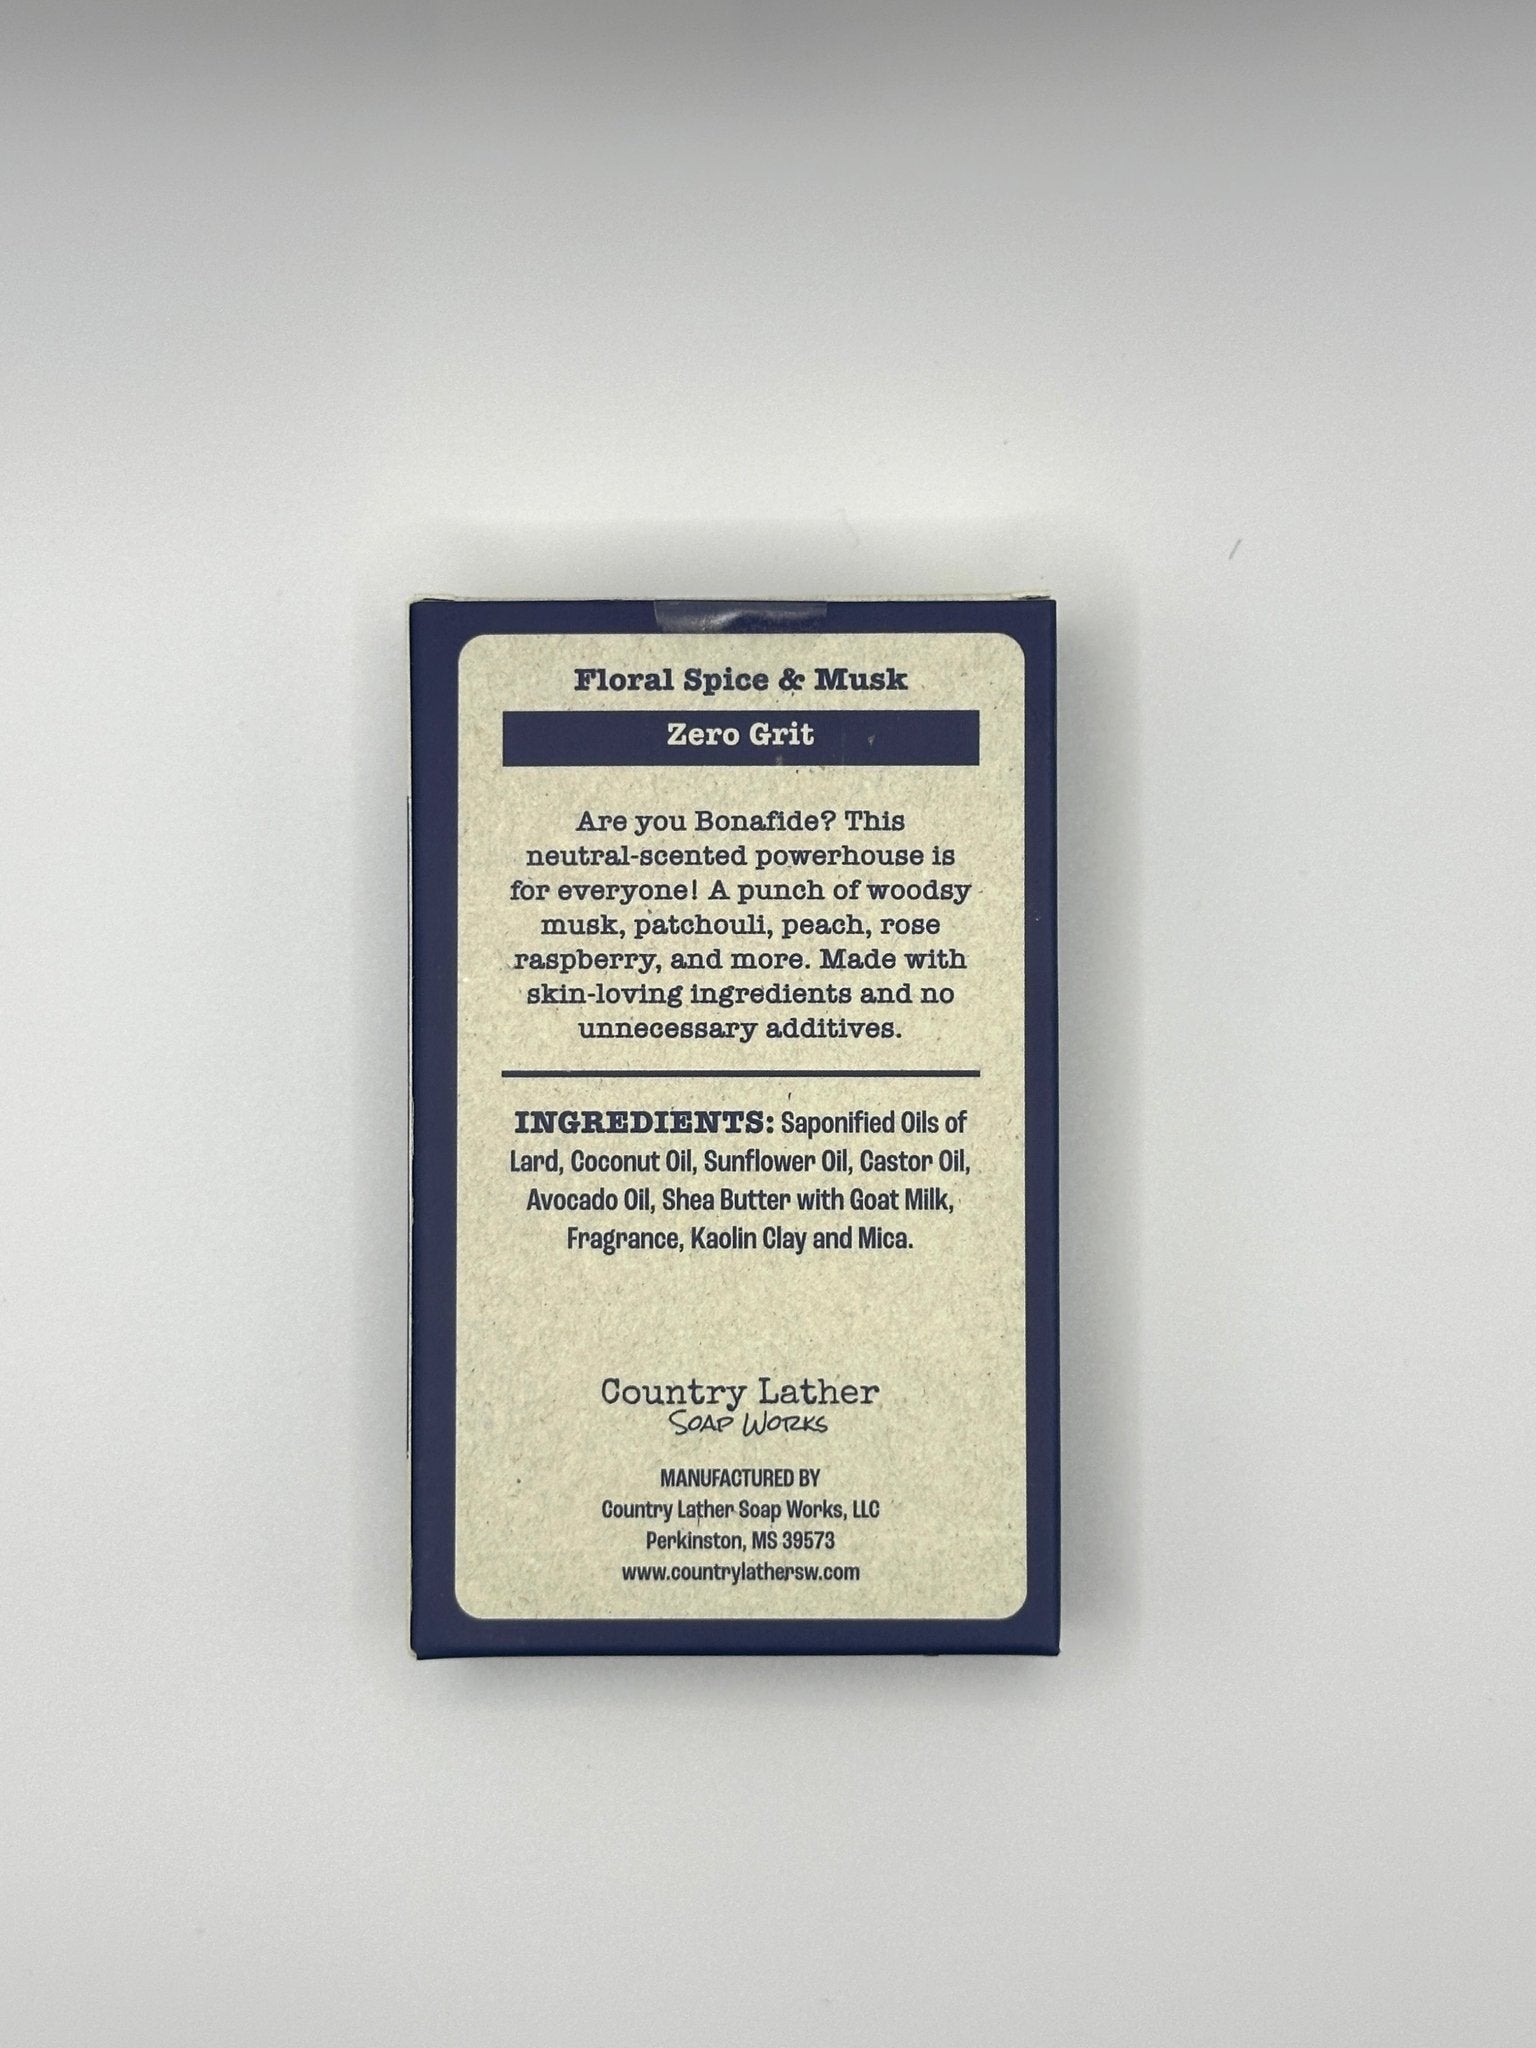 Floral Spice & Musk
Zero Grit
Are you Bonafide? This
neutral-scented powerhouse is
for everyone! A punch of woodsy
musk, patchouli, peach, rose
raspberry, and more. Made with
skin-loving ingredients and no
unnecessary additives.
INGREDIENTS: Saponified Oils of
Lard, Coconut Oil, Sunflower Oil, Castor Oil,
Avocado Oil, Shea Butter with Goat Milk,
Fragrance, Kaolin Clay and Mica.
Country Lather
SOAP WORKS
MANUFACTURED BY
Country Lather Soap Works, LLC
Perkinston, MS 39573
www.countrylathersw.com